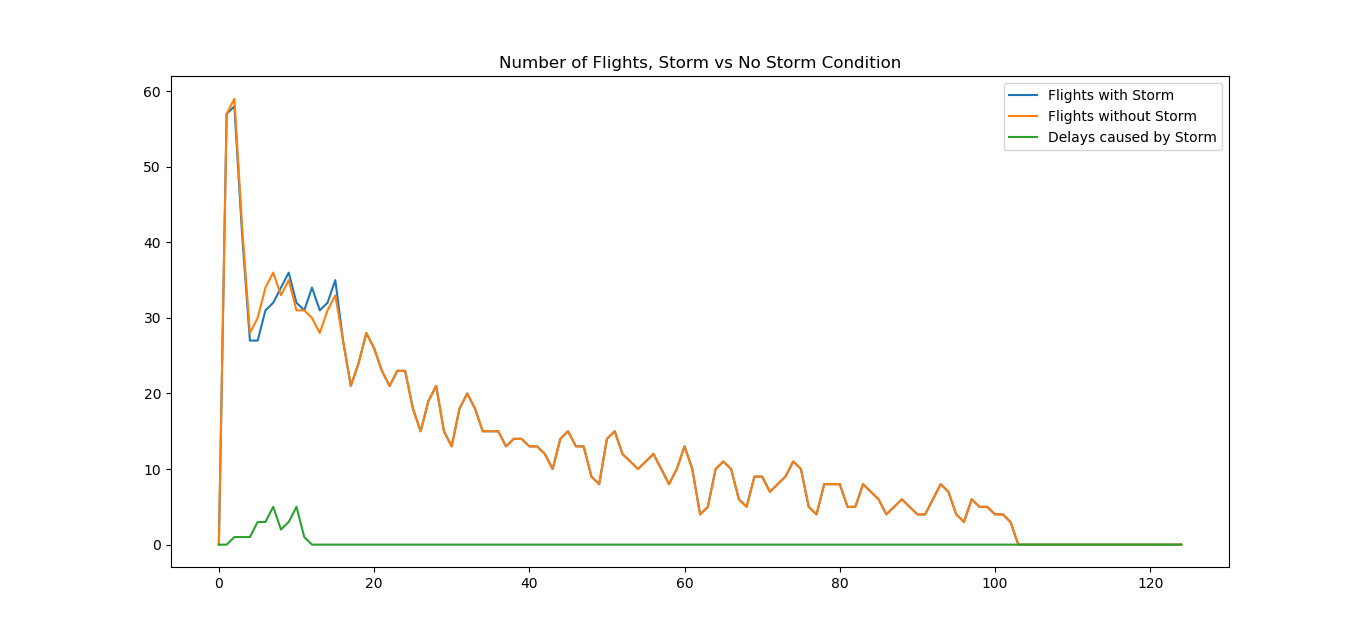 Number of Flights, Storm vs No Storm Condition
Flights with Storm
Flights without Storm
Delays caused by Storm
60
50
40
30
20
10
0
0 20 40 60 80 100 120